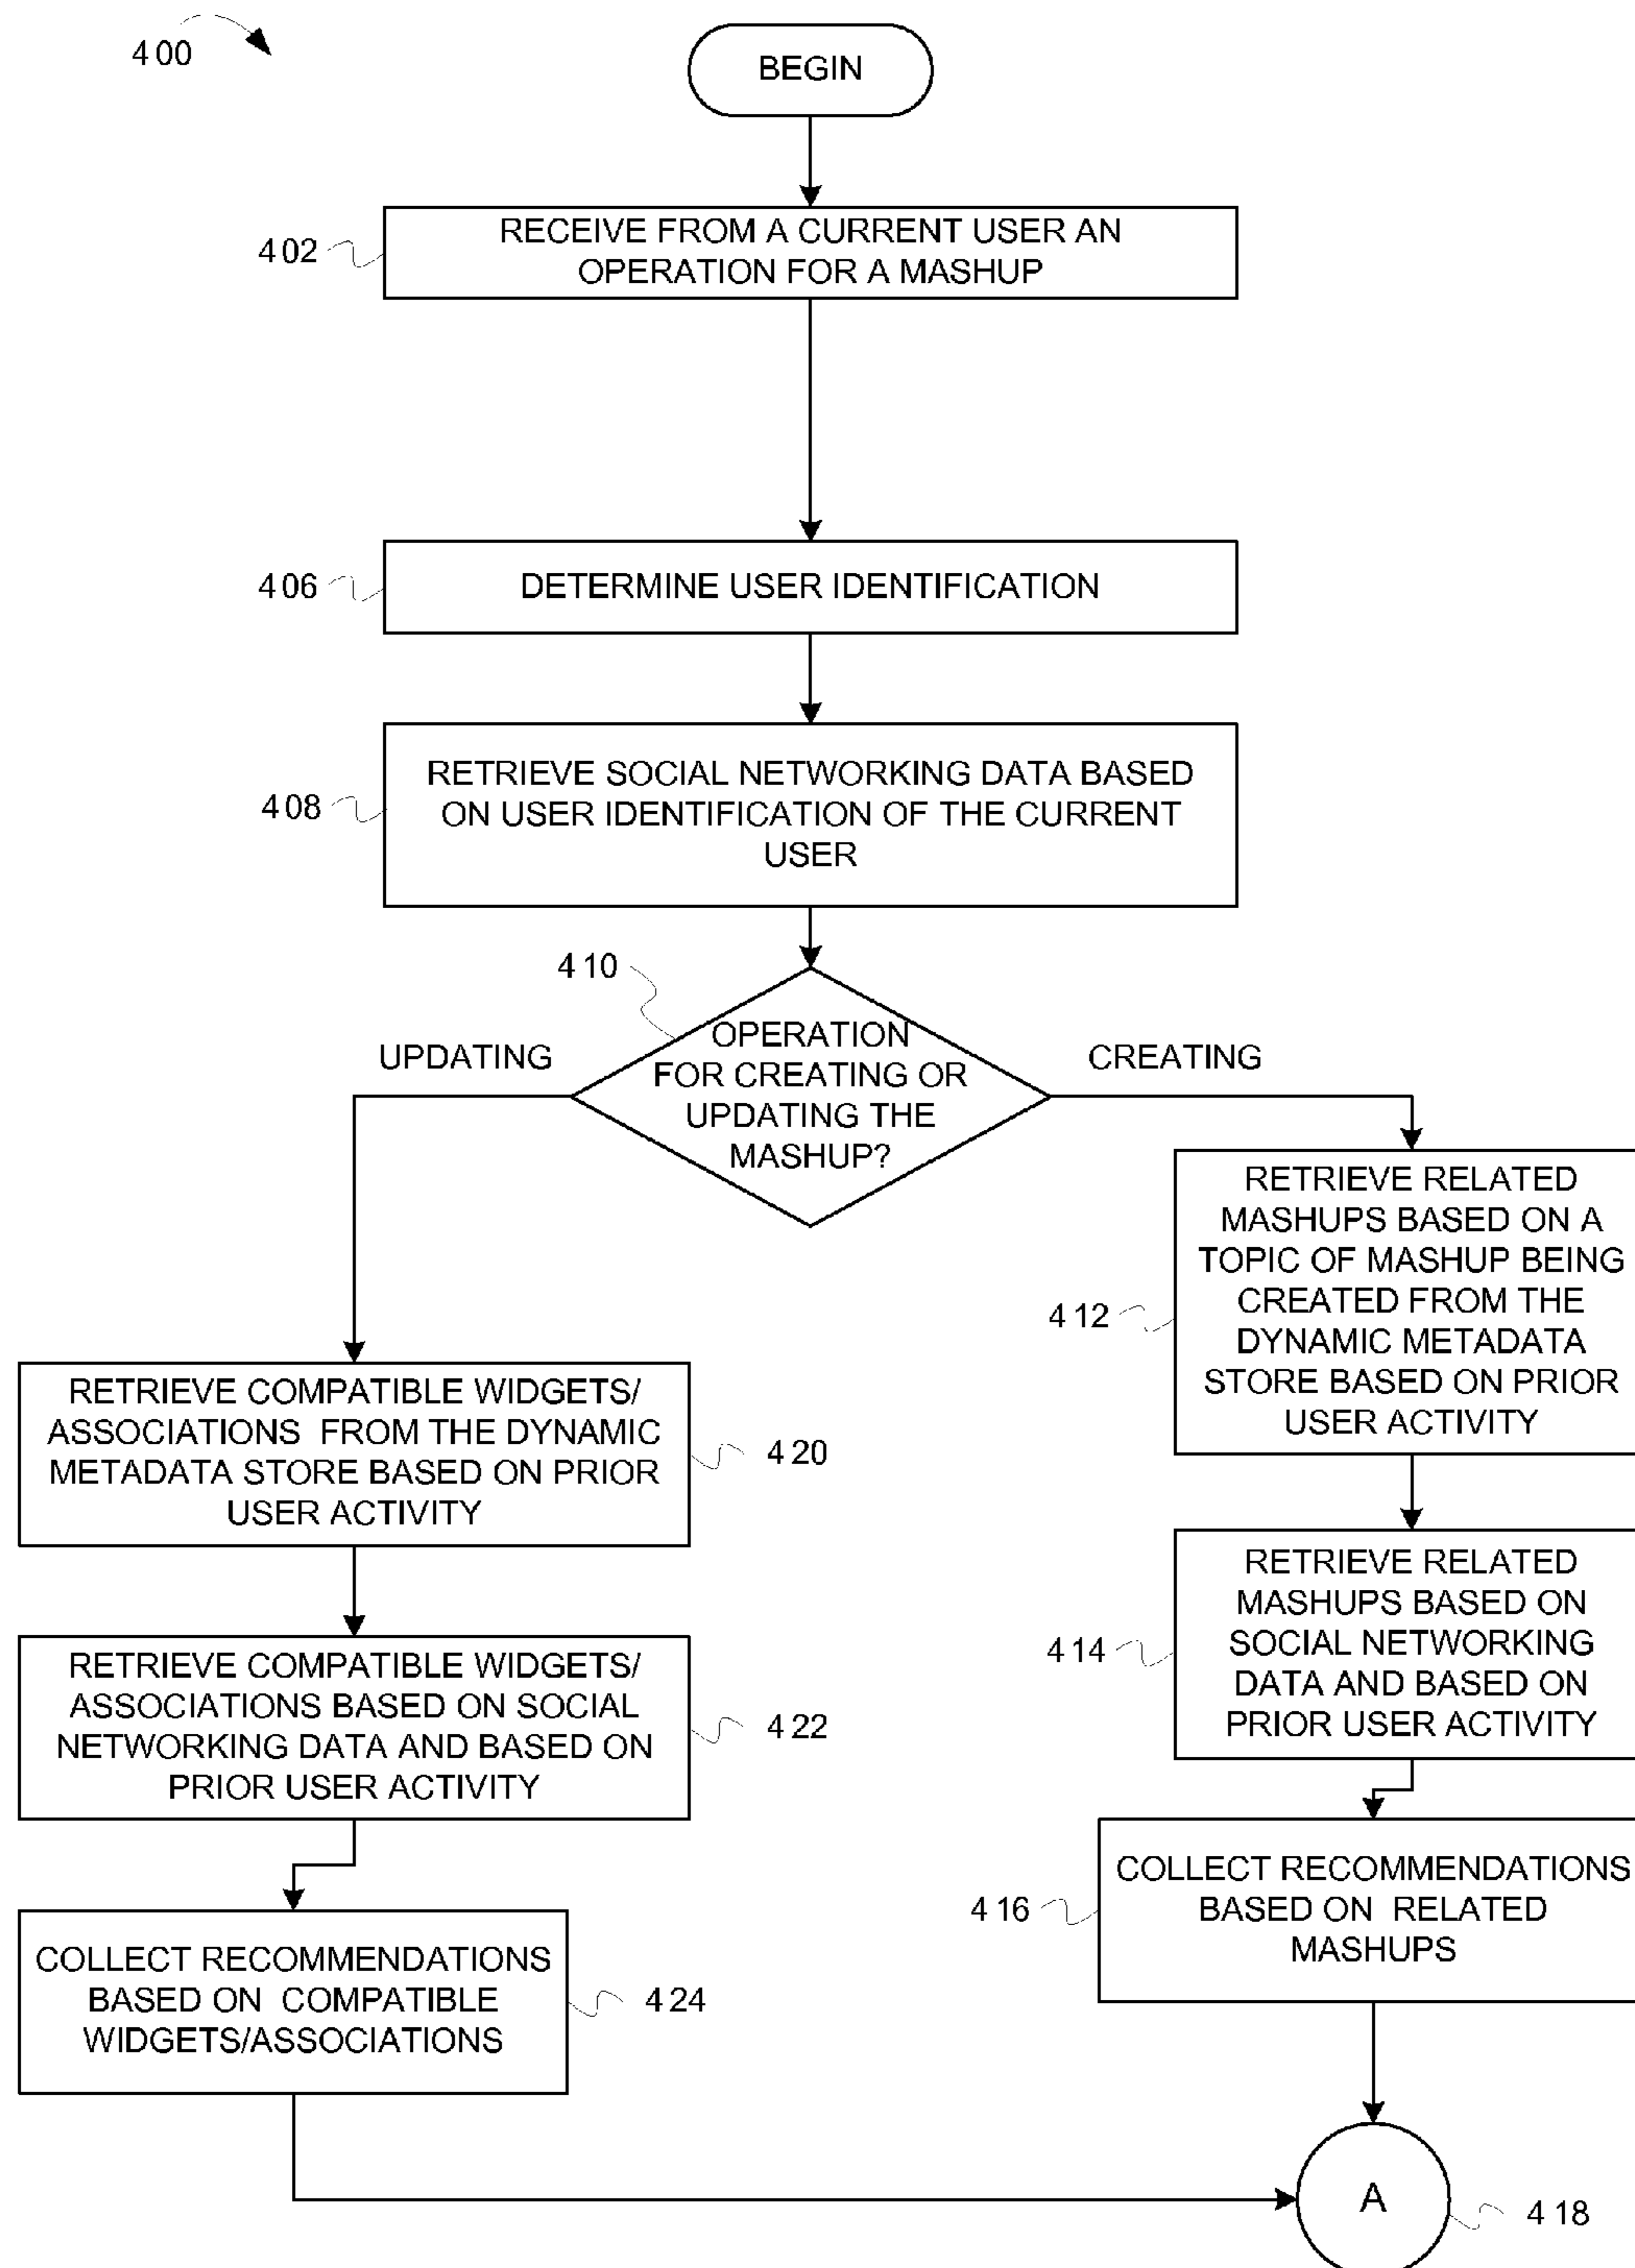 400
BEGIN
402
RECEIVE FROM A CURRENT USER AN
OPERATION FOR A MASHUP
406
DETERMINE USER IDENTIFICATION
408
RETRIEVE SOCIAL NETWORKING DATA BASED
ON USER IDENTIFICATION OF THE CURRENT
USER
410
OPERATION
FOR CREATING OR
UPDATING THE
MASHUP?
UPDATING
CREATING
412
RETRIEVE RELATED
MASHUPS BASED ON A
TOPIC OF MASHUP BEING
CREATED FROM THE
DYNAMIC METADATA
STORE BASED ON PRIOR
USER ACTIVITY
RETRIEVE COMPATIBLE WIDGETS/
ASSOCIATIONS FROM THE DYNAMIC
METADATA STORE BASED ON PRIOR
USER ACTIVITY
420
414
RETRIEVE RELATED
MASHUPS BASED ON
SOCIAL NETWORKING
DATA AND BASED ON
PRIOR USER ACTIVITY
RETRIEVE COMPATIBLE WIDGETS/
ASSOCIATIONS BASED ON SOCIAL
NETWORKING DATA AND BASED ON
PRIOR USER ACTIVITY
422
416
COLLECT RECOMMENDATIONS
BASED ON RELATED
MASHUPS
COLLECT RECOMMENDATIONS
BASED ON COMPATIBLE
WIDGETS/ASSOCIATIONS
424
A
418